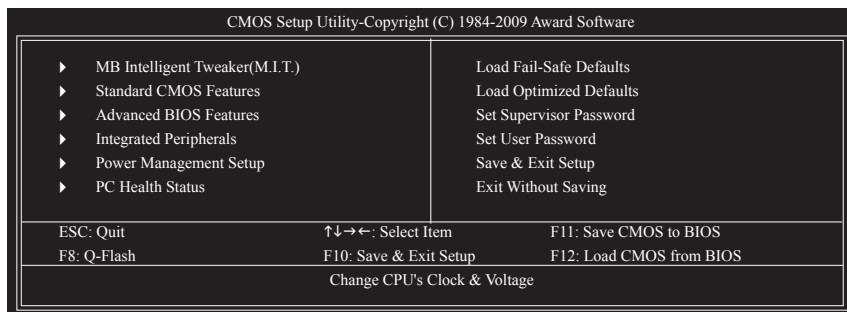 CMOS Setup Utility-Copyright (C) 1984-2009 Award Software
MB Intelligent Tweaker(M.I.T.)
Standard CMOS Features
Advanced BIOS Features
Integrated Peripherals
Power Management Setup
PC Health Status
Load Fail-Safe Defaults
Load Optimized Defaults
Set Supervisor Password
Set User Password
Save & Exit Setup
Exit Without Saving
ESC: Quit ↑↓→←: Select Item F11: Save CMOS to BIOS
F8: Q-Flash F10: Save & Exit Setup F12: Load CMOS from BIOS
Change CPU's Clock & Voltage